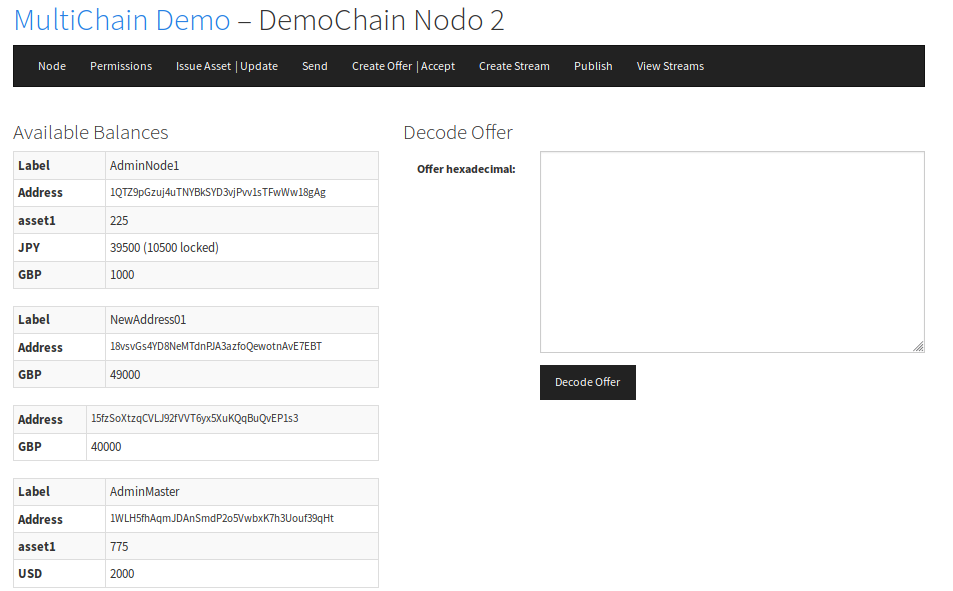 MultiChain Demo – DemoChain Nodo 2
Node Permissions Issue Asset | Update Send Create Offer | Accept Create Stream Publish View Streams
Available Balances
Label AdminNode1
Address 1QTZ9pGzuj4uTNYBkSYD3vjPvv1sTFwWw18gAg
asset1 225
JPY 39500 (10500 locked)
GBP 1000
Label NewAddress01
Address 18vsvGs4YD8NeMTdnPJA3azfoQewotnAvE7EBT
GBP 49000
Address 15fzSoXtzqCVLJ92fVVT6yx5XuKQqBuQvEP1s3
GBP 40000
Label AdminMaster
Address 1WLH5fhAqmJDAnSmdP2o5VwbxK7h3Uouf39qHt
asset1 775
USD 2000
Decode Offer
Offer hexadecimal:
Decode Offer